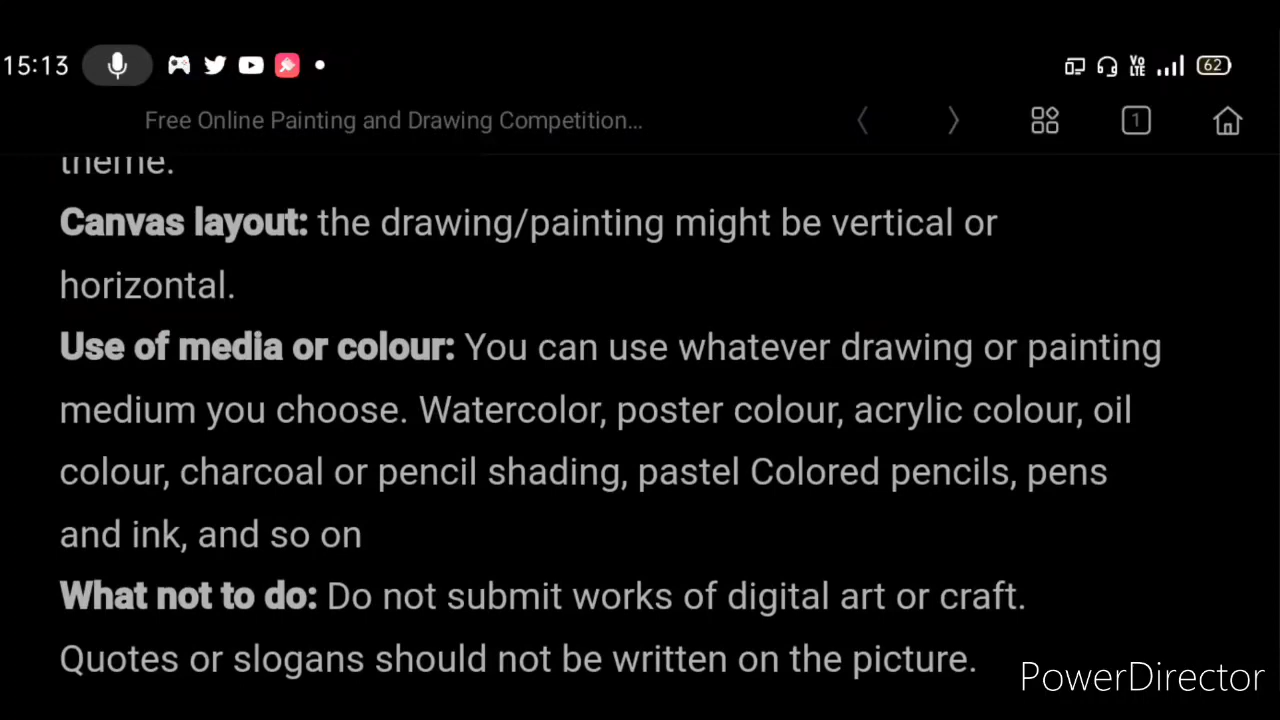 15:13
VO LTE 62
Free Online Painting and Drawing Competition...
1
theme.
Canvas layout: the drawing/painting might be vertical or
horizontal.
Use of media or colour: You can use whatever drawing or painting
medium you choose. Watercolor, poster colour, acrylic colour, oil
colour, charcoal or pencil shading, pastel Colored pencils, pens
and ink, and so on
What not to do: Do not submit works of digital art or craft.
Quotes or slogans should not be written on the picture.
PowerDirector